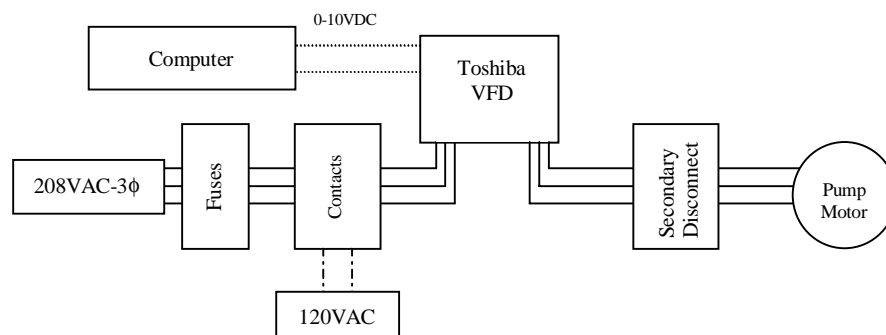 0-10VDC
Computer
Toshiba
VFD
208VAC-3ϕ
Fuses
Contacts
Secondary
Disconnect
Pump
Motor
120VAC